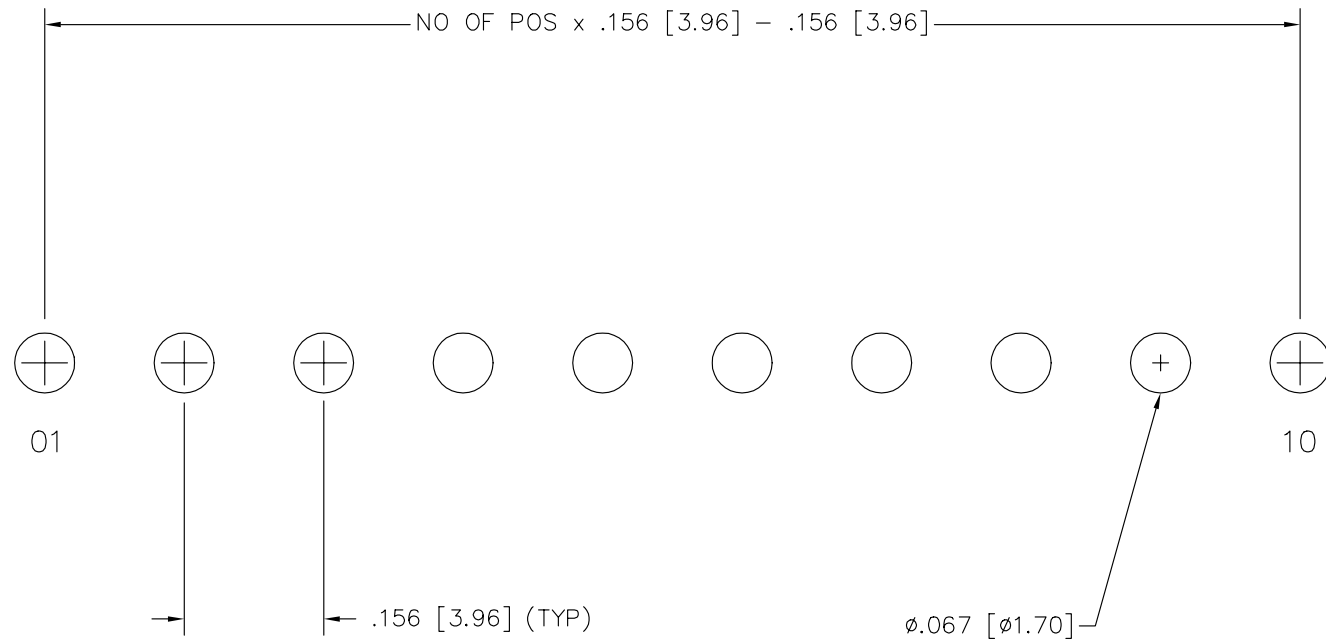 NO OF POS x .156 [3.96] – .156 [3.96]
01
10
.156 [3.96] (TYP)
ø.067 [ø1.70]